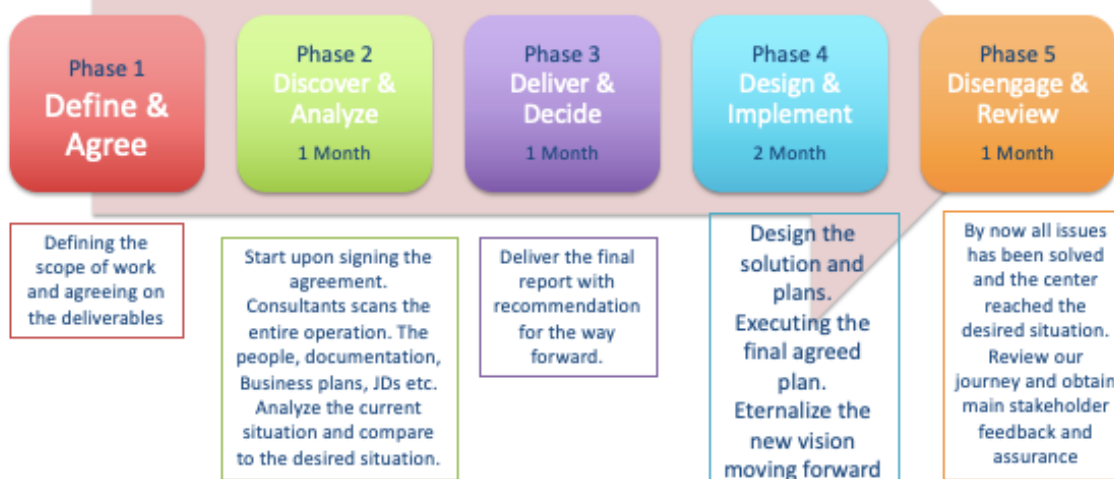 Phase 1
Define &
Agree
Phase 2
Discover &
Analyze
1 Month
Phase 3
Deliver &
Decide
1 Month
Phase 4
Design &
Implement
2 Month
Phase 5
Disengage &
Review
1 Month
Defining the
scope of work
and agreeing on
the deliverables
Start upon signing the
agreement.
Consultants scans the
entire operation. The
people, documentation,
Business plans, JDs etc.
Analyze the current
situation and compare
to the desired situation.
Deliver the final
report with
recommendation
for the way
forward.
Design the
solution and
plans.
Executing the
final agreed
plan.
Eternalize the
new vision
moving forward
By now all issues
has been solved
and the center
reached the
desired situation.
Review our
journey and obtain
main stakeholder
feedback and
assurance